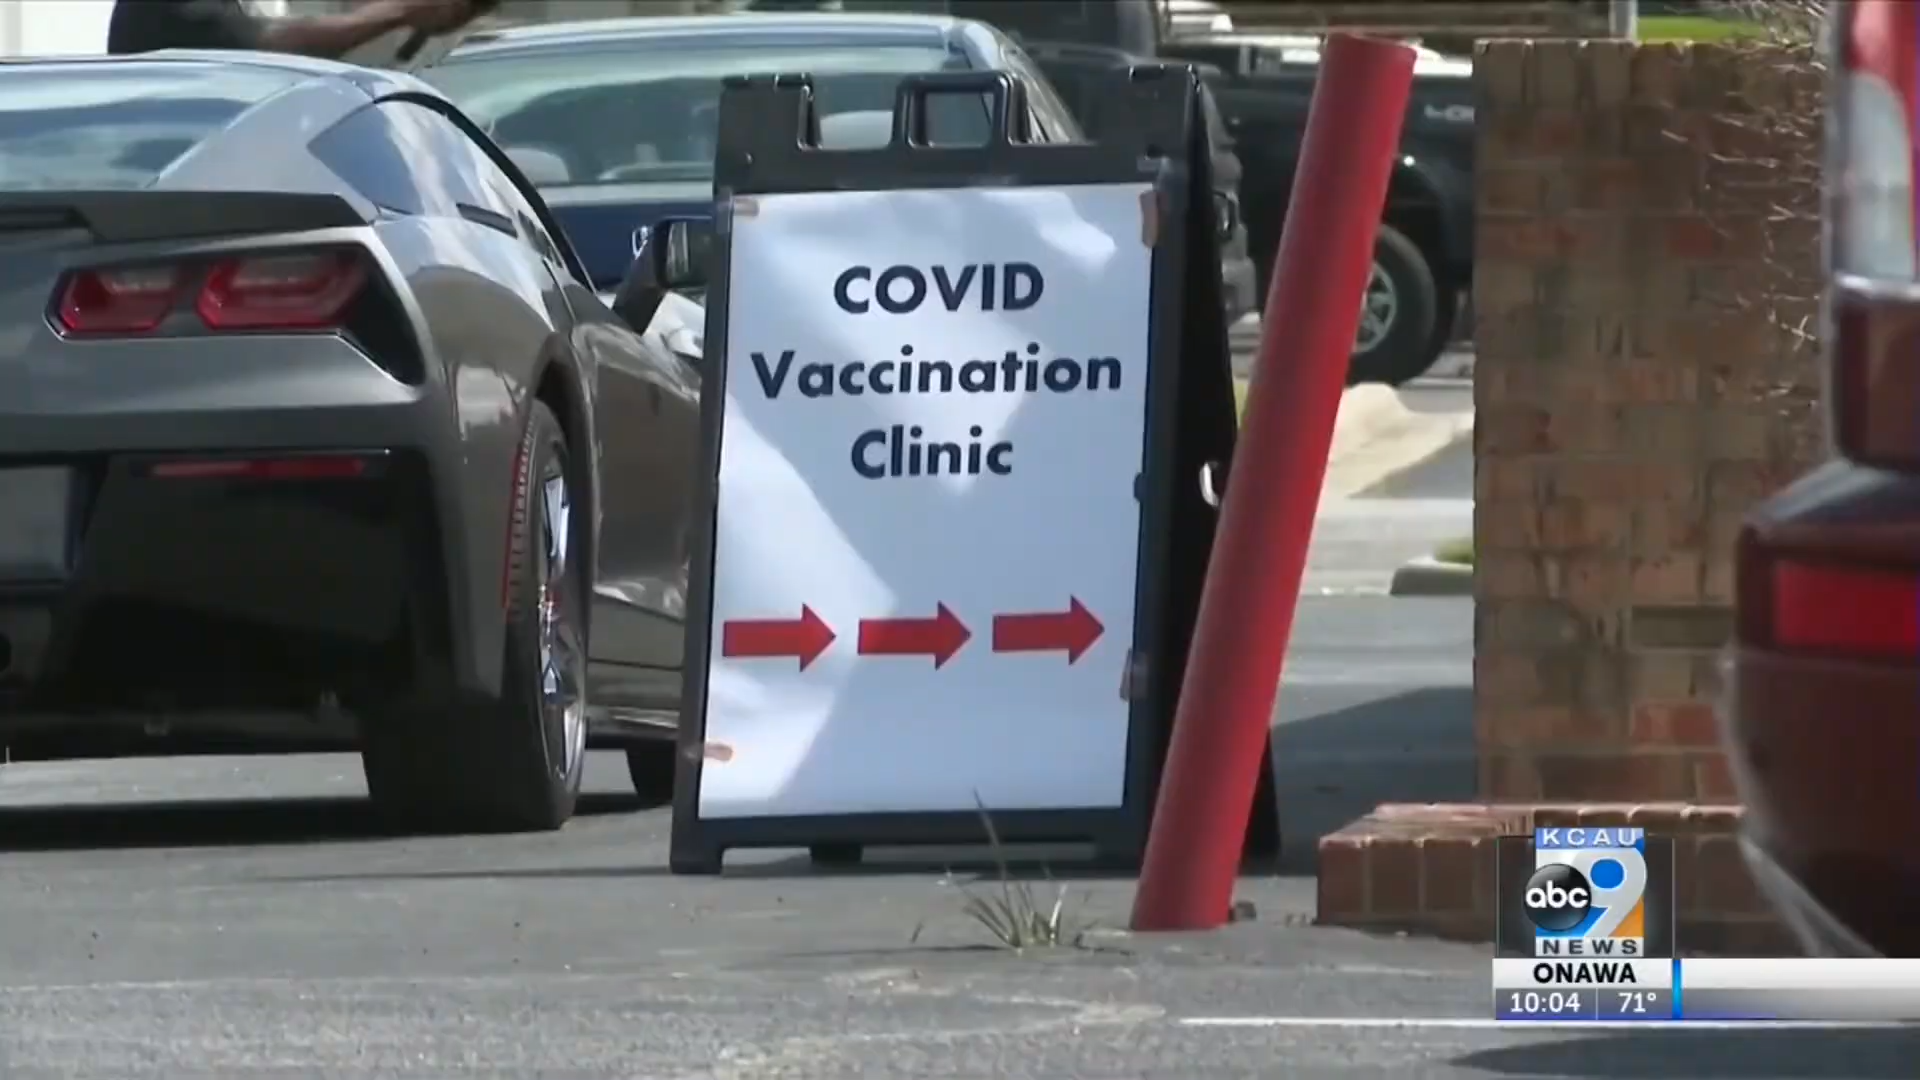 COVID
Vaccination
Clinic
KCAU
abc 9
NEWS
ONAWA
10:04 71°